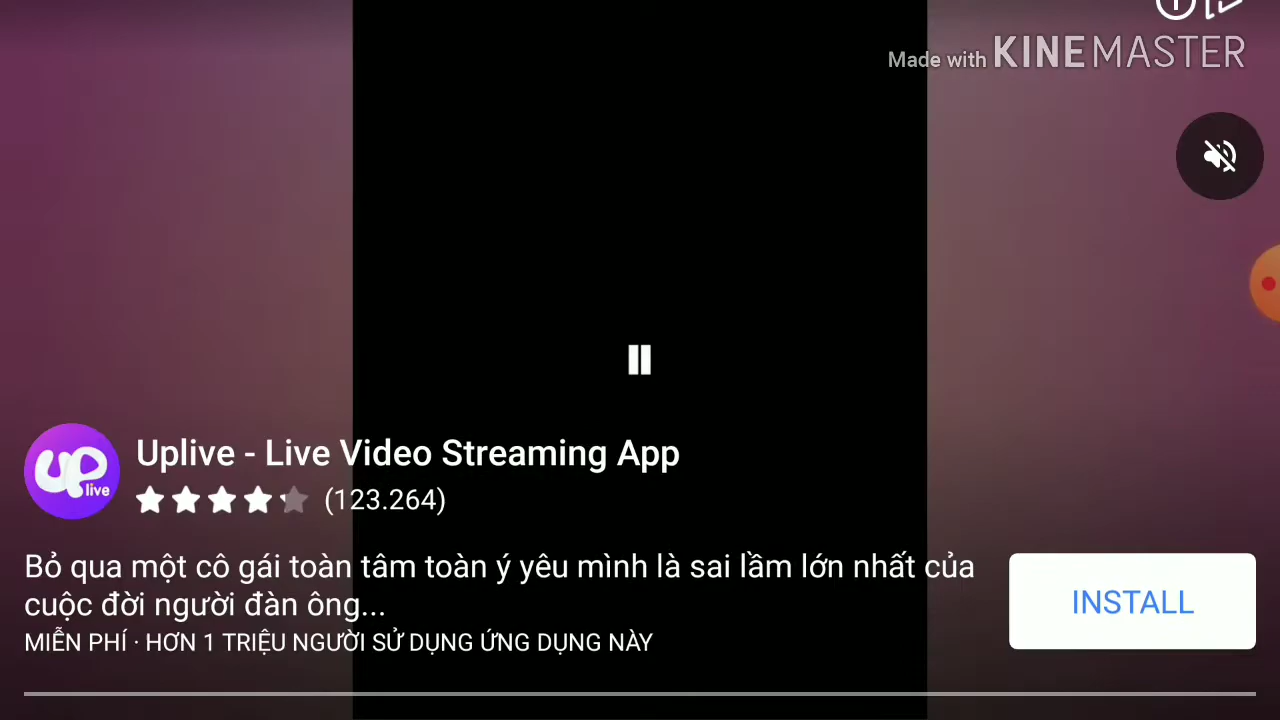 Made with KINEMASTER
up
live
Uplive - Live Video Streaming App
(123.264)
Bỏ qua một cô gái toàn tâm toàn ý yêu mình là sai lầm lớn nhất của
cuộc đời người đàn ông...
INSTALL
MIỄN PHÍ · HƠN 1 TRIỆU NGƯỜI SỬ DỤNG ỨNG DỤNG NÀY